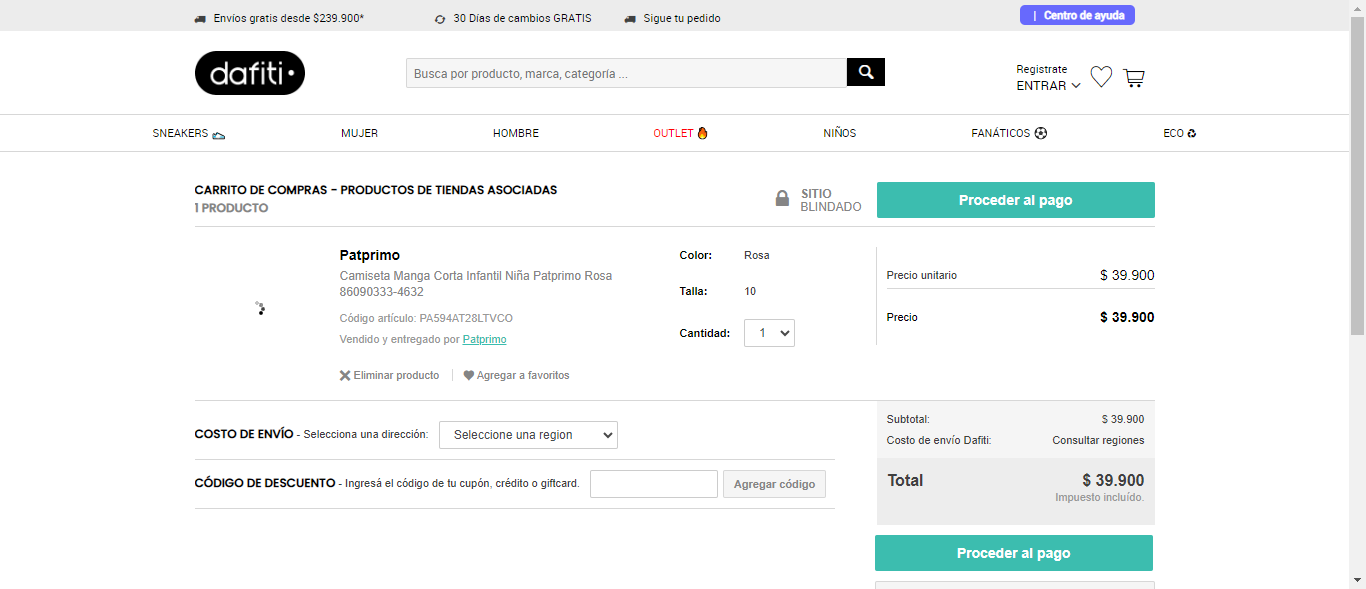 Envíos gratis desde $239.900*
30 Días de cambios GRATIS
Sigue tu pedido
| Centro de ayuda
dafiti
Busca por producto, marca, categoría ...
Registrate
ENTRAR
SNEAKERS
MUJER
HOMBRE
OUTLET
NIÑOS
FANÁTICOS
ECO
CARRITO DE COMPRAS - PRODUCTOS DE TIENDAS ASOCIADAS
1 PRODUCTO
SITIO
BLINDADO
Proceder al pago
Patprimo
Camiseta Manga Corta Infantil Niña Patprimo Rosa
86090333-4632
Código artículo: PA594AT28LTVCO
Vendido y entregado por Patprimo
Eliminar producto
Agregar a favoritos
Color: Rosa
Talla: 10
Cantidad: 1
Precio unitario $ 39.900
Precio $ 39.900
COSTO DE ENVÍO - Selecciona una dirección: Seleccione una region
CÓDIGO DE DESCUENTO - Ingresá el código de tu cupón, crédito o giftcard. Agregar código
Subtotal: $ 39.900
Costo de envío Dafiti: Consultar regiones
Total $ 39.900
Impuesto incluído.
Proceder al pago